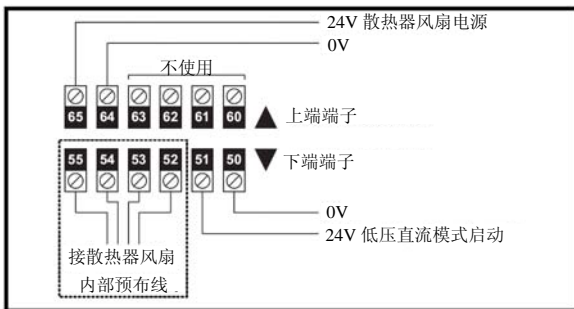 24V 散热器风扇电源
0V
不使用
65 64 63 62 61 60
上端端子
55 54 53 52 51 50
下端端子
0V
24V 低压直流模式启动
接散热器风扇
内部预布线